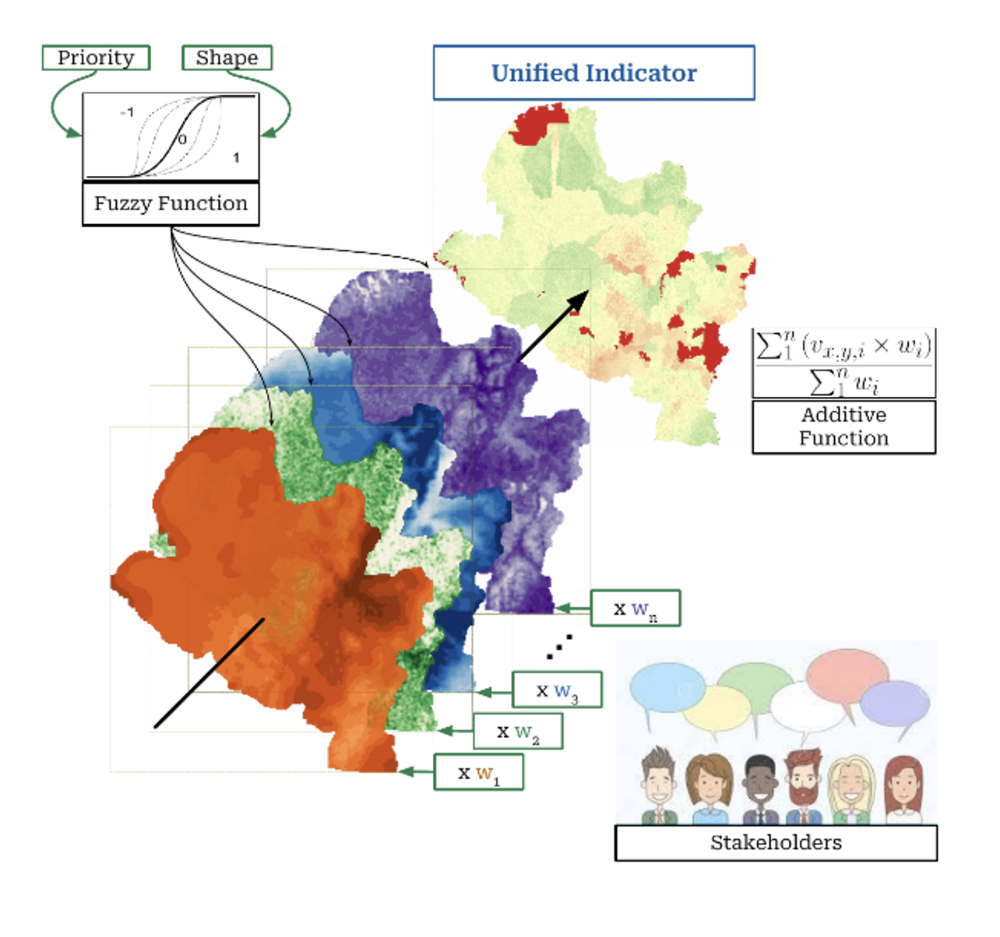 Priority
Shape
-1
0
1
Fuzzy Function
Unified Indicator
∑₁ⁿ (vₓ,ᵧ,ᵢ × wᵢ)
∑₁ⁿ wᵢ
Additive
Function
x wₙ
x w₃
x w₂
x w₁
Stakeholders